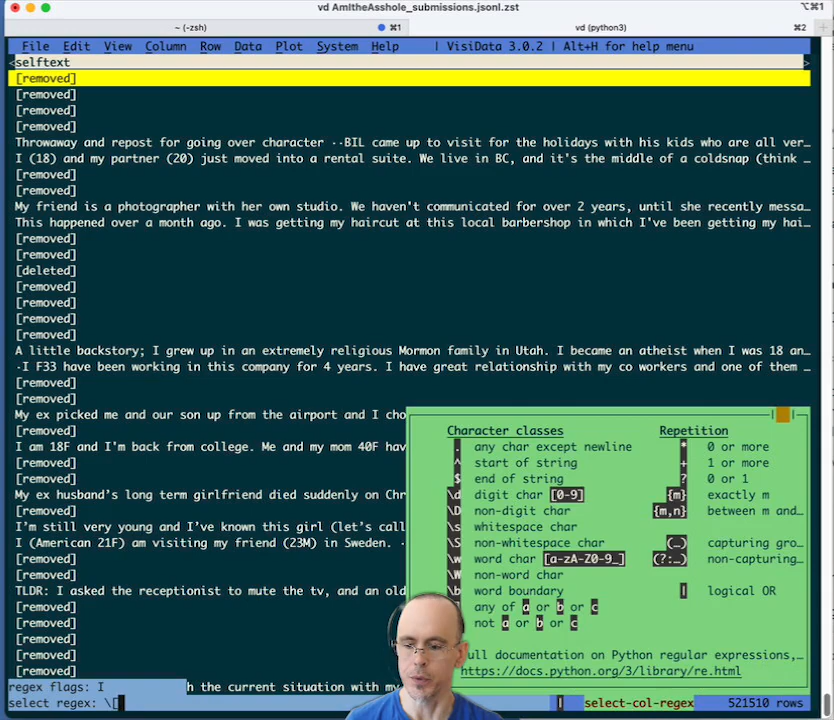 vd AmItheAsshole_submissions.jsonl.zst
⌥⌘1
~ (-zsh)
⌘1
vd (python3)
⌘2
+
File Edit View Column Row Data Plot System Help | VisiData 3.0.2 | Alt+H for help menu
<selftext >
[removed]
[removed]
[removed]
[removed]
Throwaway and repost for going over character ··BIL came up to visit for the holidays with his kids who are all ver…
I (18) and my partner (20) just moved into a rental suite. We live in BC, and it's the middle of a coldsnap (think …
[removed]
[removed]
My friend is a photographer with her own studio. We haven't communicated for over 2 years, until she recently messa…
This happened over a month ago. I was getting my haircut at this local barbershop in which I've been getting my hai…
[removed]
[removed]
[deleted]
[removed]
[removed]
[removed]
[removed]
A little backstory; I grew up in an extremely religious Mormon family in Utah. I became an atheist when I was 18 an…
·I F33 have been working in this company for 4 years. I have great relationship with my co workers and one of them …
[removed]
[removed]
My ex picked me and our son up from the airport and I cho
[removed]
I am 18F and I'm back from college. Me and my mom 40F hav
[removed]
[removed]
My ex husband's long term girlfriend died suddenly on Chr
[removed]
I'm still very young and I've known this girl (let's call
I (American 21F) am visiting my friend (23M) in Sweden. ·
[removed]
[removed]
TLDR: I asked the receptionist to mute the tv, and an old
[removed]
[removed]
[removed]
[removed]
[removed]
Character classes Repetition
. any char except newline * 0 or more
^ start of string + 1 or more
$ end of string ? 0 or 1
\d digit char [0-9] {m} exactly m
\D non-digit char {m,n} between m and…
\s whitespace char
\S non-whitespace char (…) capturing gro…
\w word char [a-zA-Z0-9_] (?:…) non-capturing…
\W non-word char
\b word boundary | logical OR
any of a or b or c
not a or b or c
ull documentation on Python regular expressions,…
https://docs.python.org/3/library/re.html
regex flags: I h the current situation with my
select regex: \[ | select-col-regex 521510 rows